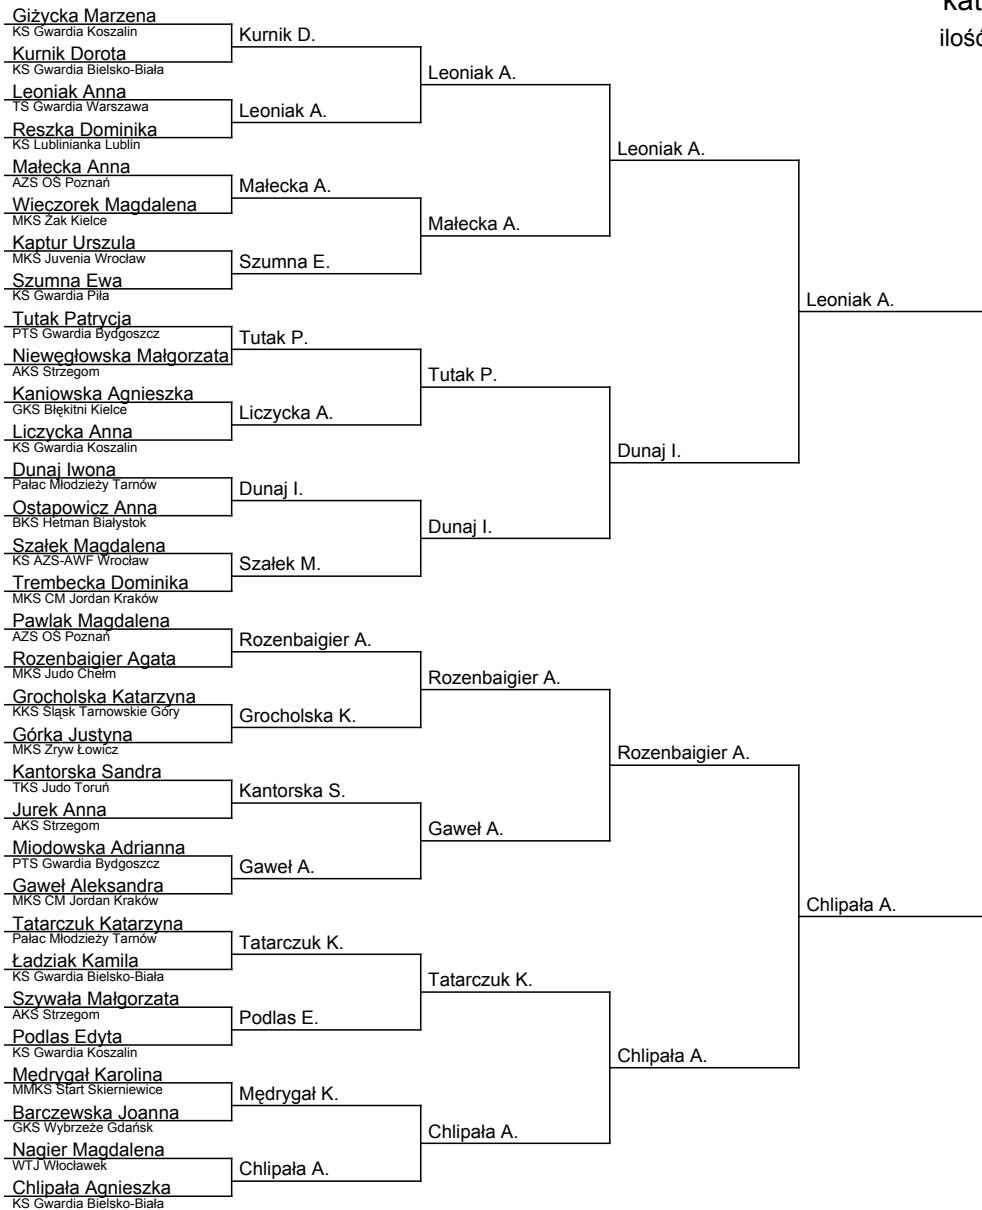 Giżycka Marzena
KS Gwardia Koszalin
Kurnik Dorota
KS Gwardia Bielsko-Biała
Leoniak Anna
TS Gwardia Warszawa
Reszka Dominika
KS Lublinianka Lublin
Małecka Anna
AZS OŚ Poznań
Wieczorek Magdalena
MKS Żak Kielce
Kaptur Urszula
MKS Juvenia Wrocław
Szumna Ewa
KS Gwardia Piła
Tutak Patrycja
PTS Gwardia Bydgoszcz
Niewęgłowska Małgorzata
AKS Strzegom
Kaniowska Agnieszka
GKS Błękitni Kielce
Liczycka Anna
KS Gwardia Koszalin
Dunaj Iwona
Pałac Młodzieży Tarnów
Ostapowicz Anna
BKS Hetman Białystok
Szałek Magdalena
KS AZS-AWF Wrocław
Trembecka Dominika
MKS CM Jordan Kraków
Pawlak Magdalena
AZS OŚ Poznań
Rozenbaigier Agata
MKS Judo Chełm
Grocholska Katarzyna
KKS Śląsk Tarnowskie Góry
Górka Justyna
MKS Zryw Łowicz
Kantorska Sandra
TKS Judo Toruń
Jurek Anna
AKS Strzegom
Miodowska Adrianna
PTS Gwardia Bydgoszcz
Gaweł Aleksandra
MKS CM Jordan Kraków
Tatarczuk Katarzyna
Pałac Młodzieży Tarnów
Ładziak Kamila
KS Gwardia Bielsko-Biała
Szywała Małgorzata
AKS Strzegom
Podlas Edyta
KS Gwardia Koszalin
Mędrygał Karolina
MMKS Start Skierniewice
Barczewska Joanna
GKS Wybrzeże Gdańsk
Nagier Magdalena
WTJ Włocławek
Chlipała Agnieszka
KS Gwardia Bielsko-Biała
Kurnik D.
Leoniak A.
Małecka A.
Szumna E.
Tutak P.
Liczycka A.
Dunaj I.
Szałek M.
Rozenbaigier A.
Grocholska K.
Kantorska S.
Gaweł A.
Tatarczuk K.
Podlas E.
Mędrygał K.
Chlipała A.
Leoniak A.
Małecka A.
Tutak P.
Dunaj I.
Rozenbaigier A.
Gaweł A.
Tatarczuk K.
Chlipała A.
Leoniak A.
Dunaj I.
Rozenbaigier A.
Chlipała A.
Leoniak A.
Chlipała A.